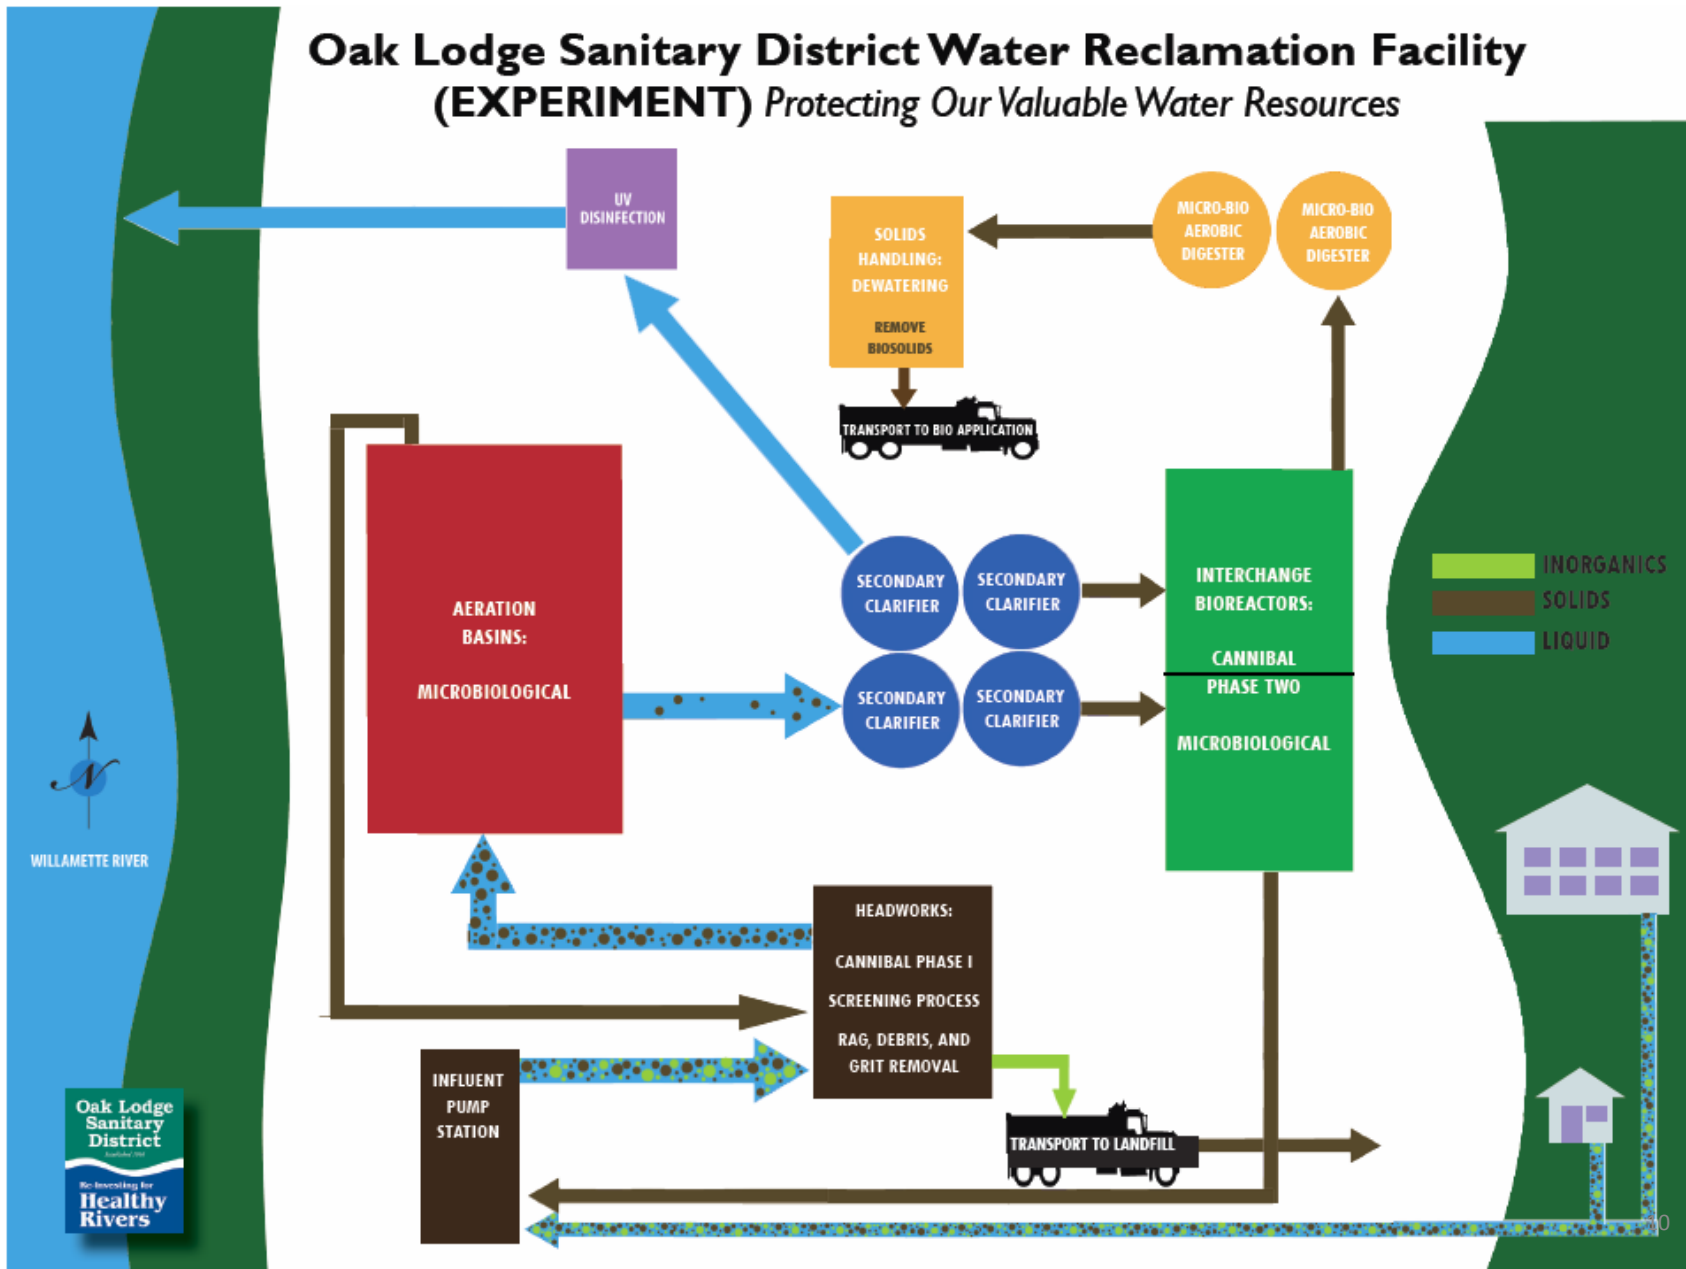 Oak Lodge Sanitary District Water Reclamation Facility
(EXPERIMENT) Protecting Our Valuable Water Resources
UV
DISINFECTION
SOLIDS
HANDLING:
DEWATERING
REMOVE
BIOSOLIDS
MICRO-BIO
AEROBIC
DIGESTER
MICRO-BIO
AEROBIC
DIGESTER
TRANSPORT TO BIO APPLICATION
AERATION
BASINS:
MICROBIOLOGICAL
SECONDARY
CLARIFIER
SECONDARY
CLARIFIER
SECONDARY
CLARIFIER
SECONDARY
CLARIFIER
INTERCHANGE
BIOREACTORS:
CANNIBAL
PHASE TWO
MICROBIOLOGICAL
INORGANICS
SOLIDS
LIQUID
N
WILLAMETTE RIVER
HEADWORKS:
CANNIBAL PHASE I
SCREENING PROCESS
RAG, DEBRIS, AND
GRIT REMOVAL
INFLUENT
PUMP
STATION
TRANSPORT TO LANDFILL
Oak Lodge
Sanitary
District
Re-Investing for
Healthy
Rivers